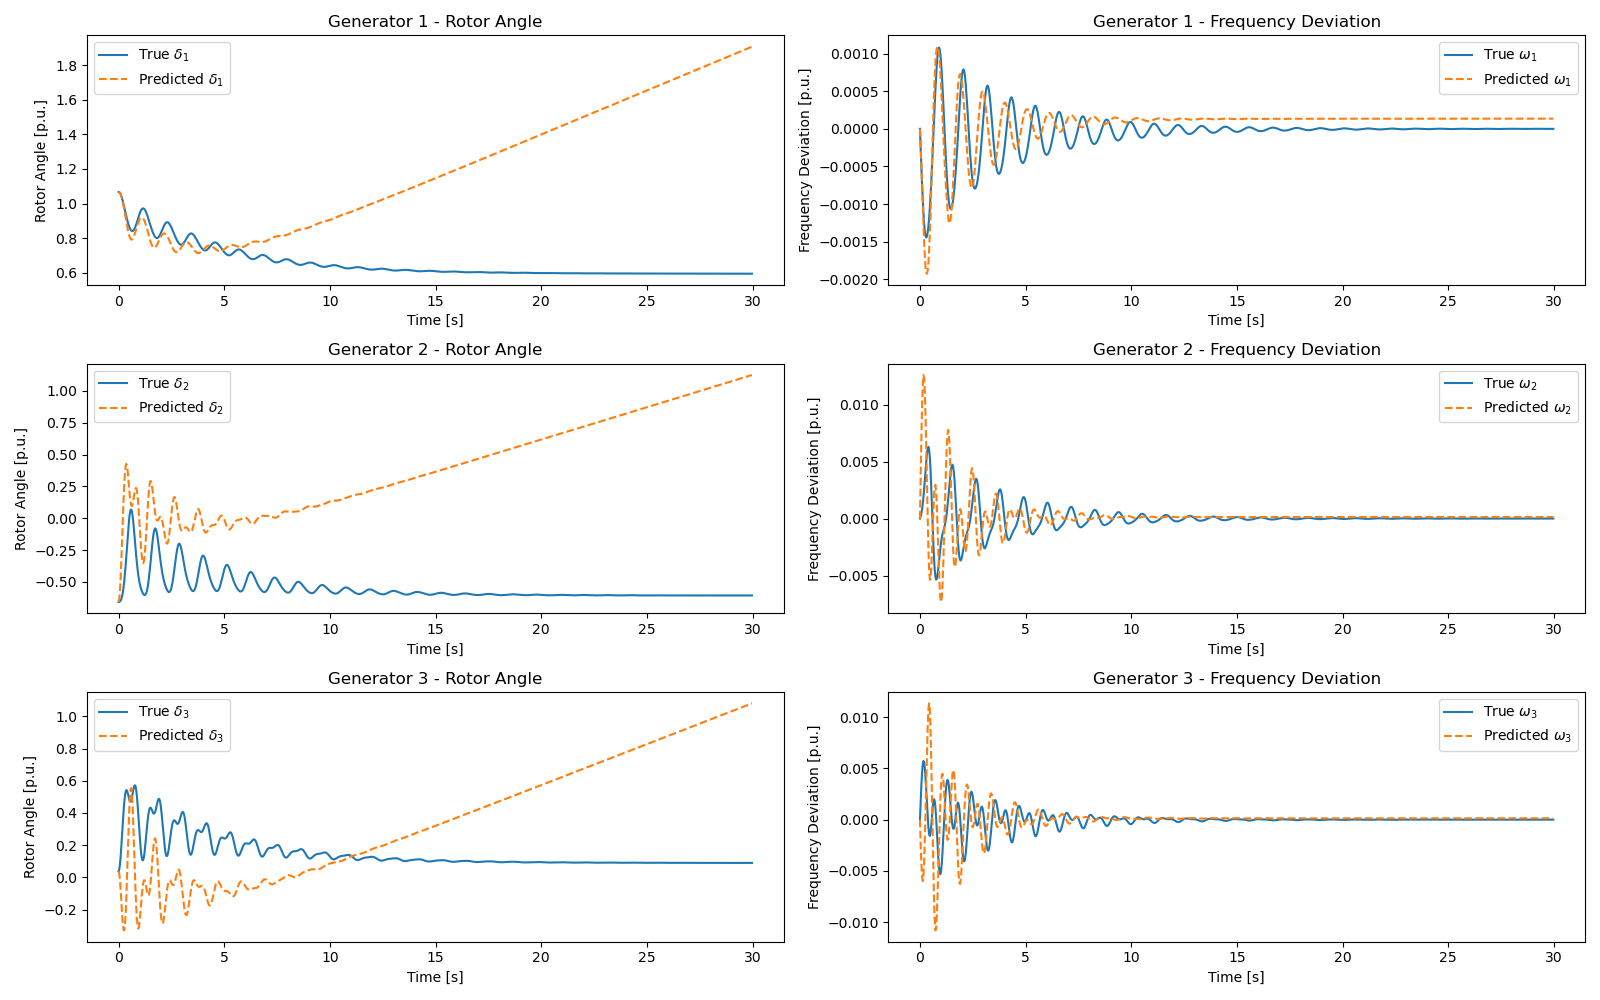 Generator 1 - Rotor Angle
Rotor Angle [p.u.]
1.8
1.6
1.4
1.2
1.0
0.8
0.6
True δ₁
Predicted δ₁
0 5 10 15 20 25 30
Time [s]
Generator 1 - Frequency Deviation
Frequency Deviation [p.u.]
0.0010
0.0005
0.0000
−0.0005
−0.0010
−0.0015
−0.0020
True ω₁
Predicted ω₁
0 5 10 15 20 25 30
Time [s]
Generator 2 - Rotor Angle
Rotor Angle [p.u.]
1.00
0.75
0.50
0.25
0.00
−0.25
−0.50
True δ₂
Predicted δ₂
0 5 10 15 20 25 30
Time [s]
Generator 2 - Frequency Deviation
Frequency Deviation [p.u.]
0.010
0.005
0.000
−0.005
True ω₂
Predicted ω₂
0 5 10 15 20 25 30
Time [s]
Generator 3 - Rotor Angle
Rotor Angle [p.u.]
1.0
0.8
0.6
0.4
0.2
0.0
−0.2
True δ₃
Predicted δ₃
0 5 10 15 20 25 30
Time [s]
Generator 3 - Frequency Deviation
Frequency Deviation [p.u.]
0.010
0.005
0.000
−0.005
−0.010
True ω₃
Predicted ω₃
0 5 10 15 20 25 30
Time [s]